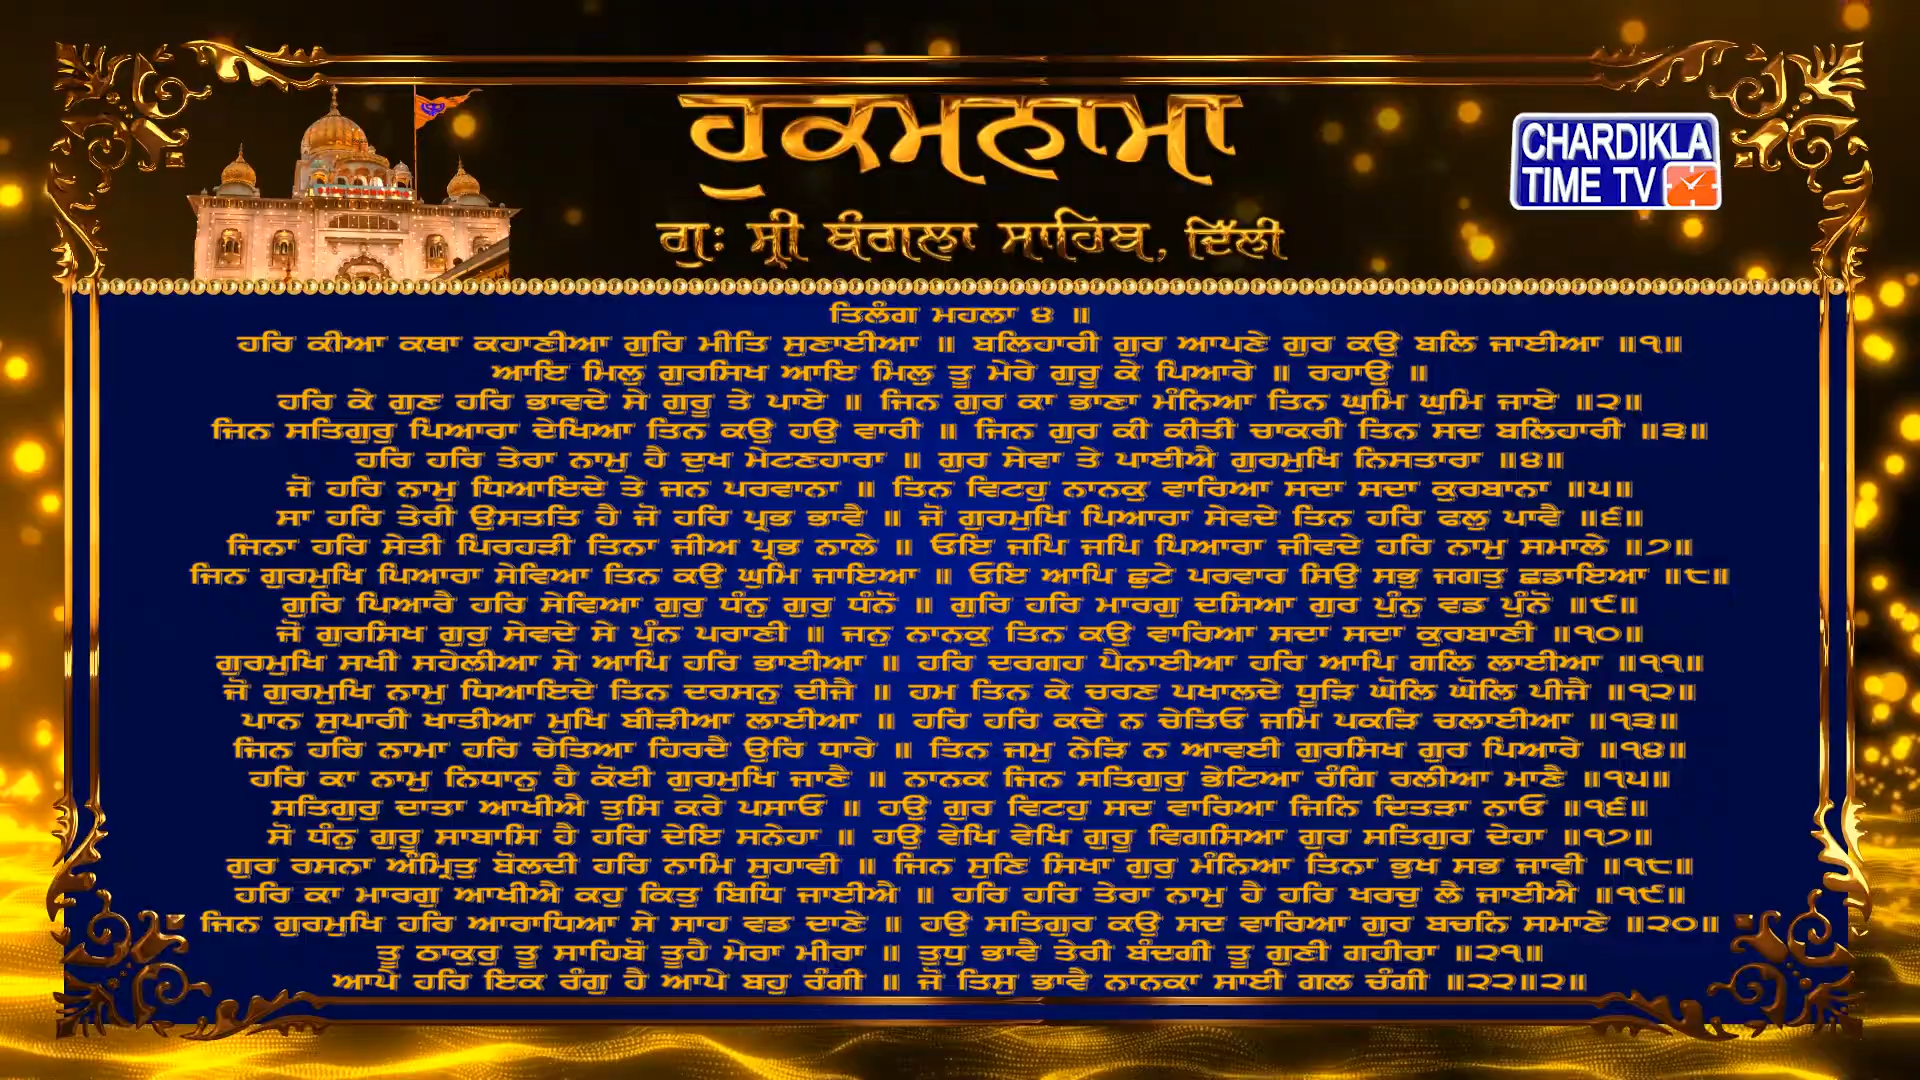 ਹੁਕਮਨਾਮਾ
ਗੁਃ ਸ੍ਰੀ ਬੰਗਲਾ ਸਾਹਿਬ, ਦਿੱਲੀ
CHARDIKLA
TIME TV
ਤਿਲੰਗ ਮਹਲਾ ੪ ॥
ਹਰਿ ਕੀਆ ਕਥਾ ਕਹਾਣੀਆ ਗੁਰਿ ਮੀਤਿ ਸੁਣਾਈਆ ॥ ਬਲਿਹਾਰੀ ਗੁਰ ਆਪਣੇ ਗੁਰ ਕਉ ਬਲਿ ਜਾਈਆ ॥੧॥
ਆਇ ਮਿਲੁ ਗੁਰਸਿਖ ਆਇ ਮਿਲੁ ਤੂ ਮੇਰੇ ਗੁਰੂ ਕੇ ਪਿਆਰੇ ॥ ਰਹਾਉ ॥
ਹਰਿ ਕੇ ਗੁਣ ਹਰਿ ਭਾਵਦੇ ਸੇ ਗੁਰੂ ਤੇ ਪਾਏ ॥ ਜਿਨ ਗੁਰ ਕਾ ਭਾਣਾ ਮੰਨਿਆ ਤਿਨ ਘੁਮਿ ਘੁਮਿ ਜਾਏ ॥੨॥
ਜਿਨ ਸਤਿਗੁਰੁ ਪਿਆਰਾ ਦੇਖਿਆ ਤਿਨ ਕਉ ਹਉ ਵਾਰੀ ॥ ਜਿਨ ਗੁਰ ਕੀ ਕੀਤੀ ਚਾਕਰੀ ਤਿਨ ਸਦ ਬਲਿਹਾਰੀ ॥੩॥
ਹਰਿ ਹਰਿ ਤੇਰਾ ਨਾਮੁ ਹੈ ਦੁਖ ਮੇਟਣਹਾਰਾ ॥ ਗੁਰ ਸੇਵਾ ਤੇ ਪਾਈਐ ਗੁਰਮੁਖਿ ਨਿਸਤਾਰਾ ॥੪॥
ਜੋ ਹਰਿ ਨਾਮੁ ਧਿਆਇਦੇ ਤੇ ਜਨ ਪਰਵਾਨਾ ॥ ਤਿਨ ਵਿਟਹੁ ਨਾਨਕੁ ਵਾਰਿਆ ਸਦਾ ਸਦਾ ਕੁਰਬਾਨਾ ॥੫॥
ਸਾ ਹਰਿ ਤੇਰੀ ਉਸਤਤਿ ਹੈ ਜੋ ਹਰਿ ਪ੍ਰਭ ਭਾਵੈ ॥ ਜੋ ਗੁਰਮੁਖਿ ਪਿਆਰਾ ਸੇਵਦੇ ਤਿਨ ਹਰਿ ਫਲੁ ਪਾਵੈ ॥੬॥
ਜਿਨਾ ਹਰਿ ਸੇਤੀ ਪਿਰਹੜੀ ਤਿਨਾ ਜੀਅ ਪ੍ਰਭ ਨਾਲੇ ॥ ਓਇ ਜਪਿ ਜਪਿ ਪਿਆਰਾ ਜੀਵਦੇ ਹਰਿ ਨਾਮੁ ਸਮਾਲੇ ॥੭॥
ਜਿਨ ਗੁਰਮੁਖਿ ਪਿਆਰਾ ਸੇਵਿਆ ਤਿਨ ਕਉ ਘੁਮਿ ਜਾਇਆ ॥ ਓਇ ਆਪਿ ਛੁਟੇ ਪਰਵਾਰ ਸਿਉ ਸਭੁ ਜਗਤੁ ਛਡਾਇਆ ॥੮॥
ਗੁਰਿ ਪਿਆਰੈ ਹਰਿ ਸੇਵਿਆ ਗੁਰੁ ਧੰਨੁ ਗੁਰੁ ਧੰਨੋ ॥ ਗੁਰਿ ਹਰਿ ਮਾਰਗੁ ਦਸਿਆ ਗੁਰ ਪੁੰਨੁ ਵਡ ਪੁੰਨੋ ॥੯॥
ਜੋ ਗੁਰਸਿਖ ਗੁਰੁ ਸੇਵਦੇ ਸੇ ਪੁੰਨ ਪਰਾਣੀ ॥ ਜਨੁ ਨਾਨਕੁ ਤਿਨ ਕਉ ਵਾਰਿਆ ਸਦਾ ਸਦਾ ਕੁਰਬਾਣੀ ॥੧੦॥
ਗੁਰਮੁਖਿ ਸਖੀ ਸਹੇਲੀਆ ਸੇ ਆਪਿ ਹਰਿ ਭਾਈਆ ॥ ਹਰਿ ਦਰਗਹ ਪੈਨਾਈਆ ਹਰਿ ਆਪਿ ਗਲਿ ਲਾਈਆ ॥੧੧॥
ਜੋ ਗੁਰਮੁਖਿ ਨਾਮੁ ਧਿਆਇਦੇ ਤਿਨ ਦਰਸਨੁ ਦੀਜੈ ॥ ਹਮ ਤਿਨ ਕੇ ਚਰਣ ਪਖਾਲਦੇ ਧੂੜਿ ਘੋਲਿ ਘੋਲਿ ਪੀਜੈ ॥੧੨॥
ਪਾਨ ਸੁਪਾਰੀ ਖਾਤੀਆ ਮੁਖਿ ਬੀੜੀਆ ਲਾਈਆ ॥ ਹਰਿ ਹਰਿ ਕਦੇ ਨ ਚੇਤਿਓ ਜਮਿ ਪਕੜਿ ਚਲਾਈਆ ॥੧੩॥
ਜਿਨ ਹਰਿ ਨਾਮਾ ਹਰਿ ਚੇਤਿਆ ਹਿਰਦੈ ਉਰਿ ਧਾਰੇ ॥ ਤਿਨ ਜਮੁ ਨੇੜਿ ਨ ਆਵਈ ਗੁਰਸਿਖ ਗੁਰ ਪਿਆਰੇ ॥੧੪॥
ਹਰਿ ਕਾ ਨਾਮੁ ਨਿਧਾਨੁ ਹੈ ਕੋਈ ਗੁਰਮੁਖਿ ਜਾਣੈ ॥ ਨਾਨਕ ਜਿਨ ਸਤਿਗੁਰੁ ਭੇਟਿਆ ਰੰਗਿ ਰਲੀਆ ਮਾਣੈ ॥੧੫॥
ਸਤਿਗੁਰੁ ਦਾਤਾ ਆਖੀਐ ਤੁਸਿ ਕਰੇ ਪਸਾਓ ॥ ਹਉ ਗੁਰ ਵਿਟਹੁ ਸਦ ਵਾਰਿਆ ਜਿਨਿ ਦਿਤੜਾ ਨਾਓ ॥੧੬॥
ਸੋ ਧੰਨੁ ਗੁਰੂ ਸਾਬਾਸਿ ਹੈ ਹਰਿ ਦੇਇ ਸਨੇਹਾ ॥ ਹਉ ਵੇਖਿ ਵੇਖਿ ਗੁਰੂ ਵਿਗਸਿਆ ਗੁਰ ਸਤਿਗੁਰ ਦੇਹਾ ॥੧੭॥
ਗੁਰ ਰਸਨਾ ਅੰਮ੍ਰਿਤੁ ਬੋਲਦੀ ਹਰਿ ਨਾਮਿ ਸੁਹਾਵੀ ॥ ਜਿਨ ਸੁਣਿ ਸਿਖਾ ਗੁਰੁ ਮੰਨਿਆ ਤਿਨਾ ਭੁਖ ਸਭ ਜਾਵੀ ॥੧੮॥
ਹਰਿ ਕਾ ਮਾਰਗੁ ਆਖੀਐ ਕਹੁ ਕਿਤੁ ਬਿਧਿ ਜਾਈਐ ॥ ਹਰਿ ਹਰਿ ਤੇਰਾ ਨਾਮੁ ਹੈ ਹਰਿ ਖਰਚੁ ਲੈ ਜਾਈਐ ॥੧੯॥
ਜਿਨ ਗੁਰਮੁਖਿ ਹਰਿ ਆਰਾਧਿਆ ਸੇ ਸਾਹ ਵਡ ਦਾਣੇ ॥ ਹਉ ਸਤਿਗੁਰ ਕਉ ਸਦ ਵਾਰਿਆ ਗੁਰ ਬਚਨਿ ਸਮਾਣੇ ॥੨੦॥
ਤੂ ਠਾਕੁਰੁ ਤੂ ਸਾਹਿਬੋ ਤੂਹੈ ਮੇਰਾ ਮੀਰਾ ॥ ਤੁਧੁ ਭਾਵੈ ਤੇਰੀ ਬੰਦਗੀ ਤੂ ਗੁਣੀ ਗਹੀਰਾ ॥੨੧॥
ਆਪੇ ਹਰਿ ਇਕ ਰੰਗੁ ਹੈ ਆਪੇ ਬਹੁ ਰੰਗੀ ॥ ਜੋ ਤਿਸੁ ਭਾਵੈ ਨਾਨਕਾ ਸਾਈ ਗਲ ਚੰਗੀ ॥੨੨॥੨॥